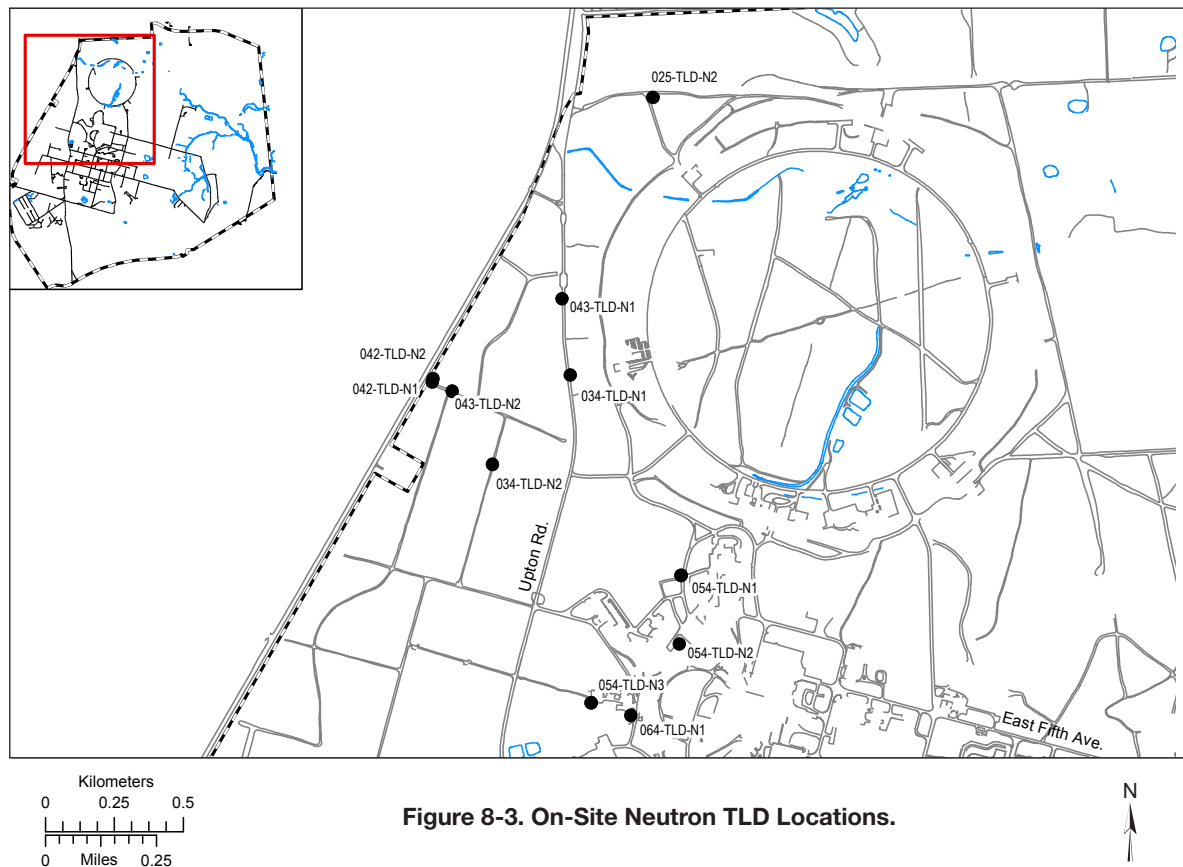 025-TLD-N2
043-TLD-N1
042-TLD-N2
042-TLD-N1
043-TLD-N2
034-TLD-N1
034-TLD-N2
Upton Rd.
054-TLD-N1
054-TLD-N2
054-TLD-N3
064-TLD-N1
East Fifth Ave.
Kilometers
0 0.25 0.5
0 0.25
Miles
Figure 8-3. On-Site Neutron TLD Locations.
N